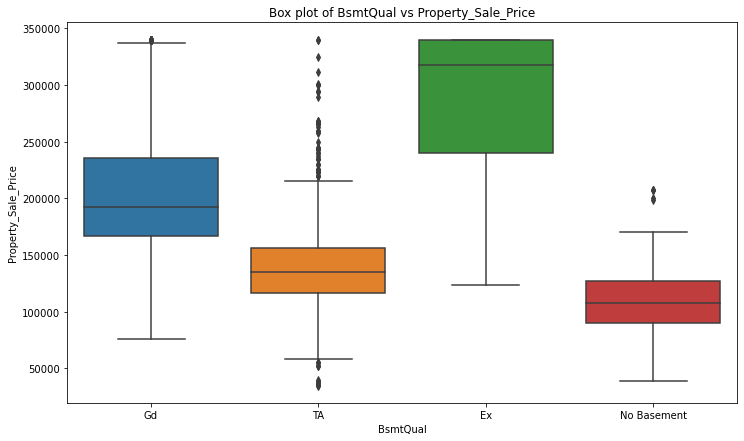 Box plot of BsmtQual vs Property_Sale_Price
350000
300000
250000
200000
150000
100000
50000
Property_Sale_Price
Gd
TA
Ex
No Basement
BsmtQual